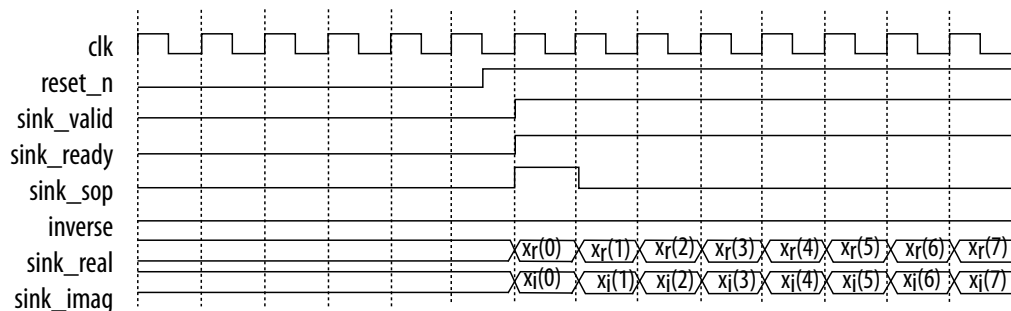 clk
reset_n
sink_valid
sink_ready
sink_sop
inverse
sink_real xr(0) xr(1) xr(2) xr(3) xr(4) xr(5) xr(6) xr(7)
sink_imag xi(0) xi(1) xi(2) xi(3) xi(4) xi(5) xi(6) xi(7)